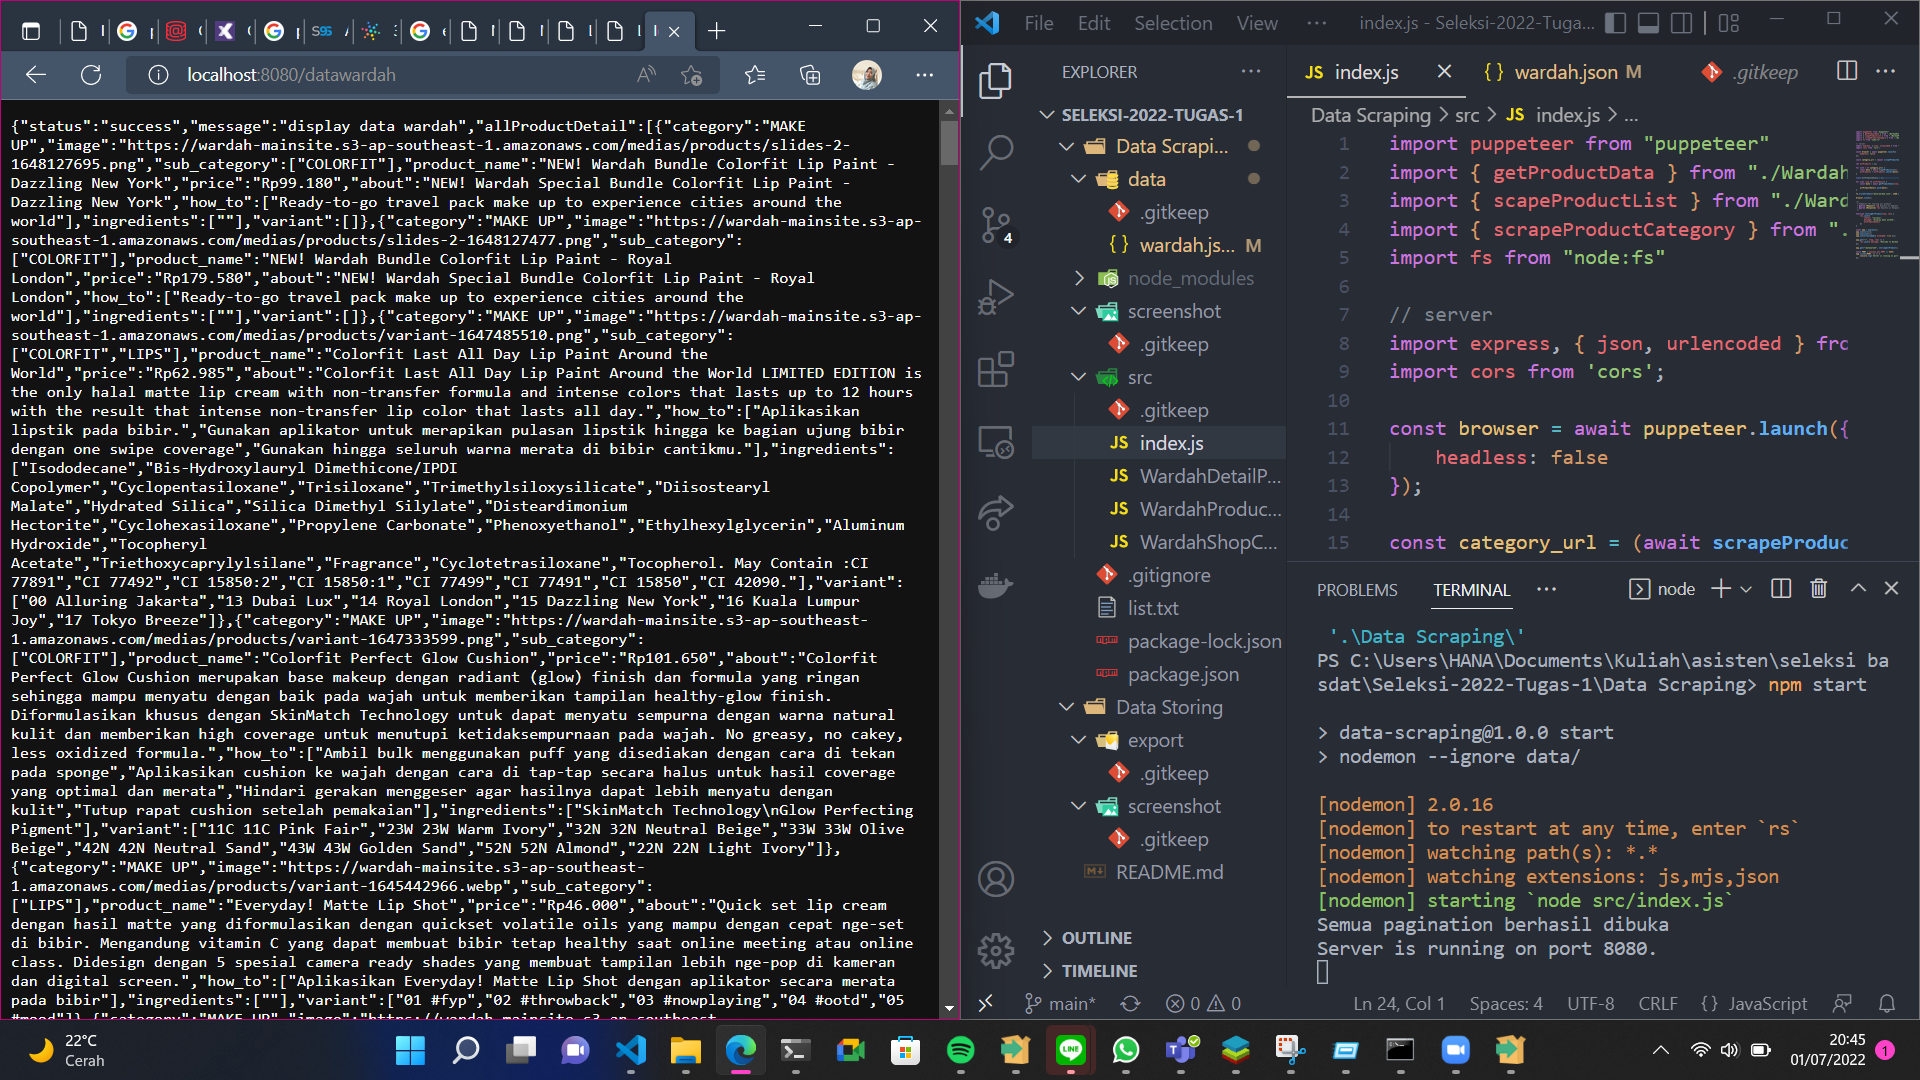 localhost:8080/datawardah
{"status":"success","message":"display data wardah","allProductDetail":[{"category":"MAKE
UP","image":"https://wardah-mainsite.s3-ap-southeast-1.amazonaws.com/medias/products/slides-2-
1648127695.png","sub_category":["COLORFIT"],"product_name":"NEW! Wardah Bundle Colorfit Lip Paint -
Dazzling New York","price":"Rp99.180","about":"NEW! Wardah Special Bundle Colorfit Lip Paint -
Dazzling New York","how_to":["Ready-to-go travel pack make up to experience cities around the
world"],"ingredients":[""],"variant":[]},{"category":"MAKE UP","image":"https://wardah-mainsite.s3-ap-
southeast-1.amazonaws.com/medias/products/slides-2-1648127477.png","sub_category":
["COLORFIT"],"product_name":"NEW! Wardah Bundle Colorfit Lip Paint - Royal
London","price":"Rp179.580","about":"NEW! Wardah Special Bundle Colorfit Lip Paint - Royal
London","how_to":["Ready-to-go travel pack make up to experience cities around the
world"],"ingredients":[""],"variant":[]},{"category":"MAKE UP","image":"https://wardah-mainsite.s3-ap-
southeast-1.amazonaws.com/medias/products/variant-1647485510.png","sub_category":
["COLORFIT","LIPS"],"product_name":"Colorfit Last All Day Lip Paint Around the
World","price":"Rp62.985","about":"Colorfit Last All Day Lip Paint Around the World LIMITED EDITION is
the only halal matte lip cream with non-transfer formula and intense colors that lasts up to 12 hours
with the result that intense non-transfer lip color that lasts all day.","how_to":["Aplikasikan
lipstik pada bibir.","Gunakan aplikator untuk merapikan pulasan lipstik hingga ke bagian ujung bibir
dengan one swipe coverage","Gunakan hingga seluruh warna merata di bibir cantikmu."],"ingredients":
["Isododecane","Bis-Hydroxylauryl Dimethicone/IPDI
Copolymer","Cyclopentasiloxane","Trisiloxane","Trimethylsiloxysilicate","Diisostearyl
Malate","Hydrated Silica","Silica Dimethyl Silylate","Disteardimonium
Hectorite","Cyclohexasiloxane","Propylene Carbonate","Phenoxyethanol","Ethylhexylglycerin","Aluminum
Hydroxide","Tocopheryl
Acetate","Triethoxycaprylylsilane","Fragrance","Cyclotetrasiloxane","Tocopherol. May Contain :CI
77891","CI 77492","CI 15850:2","CI 15850:1","CI 77499","CI 77491","CI 15850","CI 42090."],"variant":
["00 Alluring Jakarta","13 Dubai Lux","14 Royal London","15 Dazzling New York","16 Kuala Lumpur
Joy","17 Tokyo Breeze"]},{"category":"MAKE UP","image":"https://wardah-mainsite.s3-ap-southeast-
1.amazonaws.com/medias/products/variant-1647333599.png","sub_category":
["COLORFIT"],"product_name":"Colorfit Perfect Glow Cushion","price":"Rp101.650","about":"Colorfit
Perfect Glow Cushion merupakan base makeup dengan radiant (glow) finish dan formula yang ringan
sehingga mampu menyatu dengan baik pada wajah untuk memberikan tampilan healthy-glow finish.
Diformulasikan khusus dengan SkinMatch Technology untuk dapat menyatu sempurna dengan warna natural
kulit dan memberikan high coverage untuk menutupi ketidaksempurnaan pada wajah. No greasy, no cakey,
less oxidized formula.","how_to":["Ambil bulk menggunakan puff yang disediakan dengan cara di tekan
pada sponge","Aplikasikan cushion ke wajah dengan cara di tap-tap secara halus untuk hasil coverage
yang optimal dan merata","Hindari gerakan menggeser agar hasilnya dapat lebih menyatu dengan
kulit","Tutup rapat cushion setelah pemakaian"],"ingredients":["SkinMatch Technology\nGlow Perfecting
Pigment"],"variant":["11C 11C Pink Fair","23W 23W Warm Ivory","32N 32N Neutral Beige","33W 33W Olive
Beige","42N 42N Neutral Sand","43W 43W Golden Sand","52N 52N Almond","22N 22N Light Ivory"]},
{"category":"MAKE UP","image":"https://wardah-mainsite.s3-ap-southeast-
1.amazonaws.com/medias/products/variant-1645442966.webp","sub_category":
["LIPS"],"product_name":"Everyday! Matte Lip Shot","price":"Rp46.000","about":"Quick set lip cream
dengan hasil matte yang diformulasikan dengan quickset volatile oils yang mampu dengan cepat nge-set
di bibir. Mengandung vitamin C yang dapat membuat bibir tetap healthy saat online meeting atau online
class. Didesign dengan 5 spesial camera ready shades yang membuat tampilan lebih nge-pop di kameran
dan digital screen.","how_to":["Aplikasikan Everyday! Matte Lip Shot dengan aplikator secara merata
pada bibir"],"ingredients":[""],"variant":["01 #fyp","02 #throwback","03 #nowplaying","04 #ootd","05
#mood"]},{"category":"MAKE UP","image":"https://wardah-mainsite.s3-ap-southeast-
File Edit Selection View ··· index.js - Seleksi-2022-Tuga...
EXPLORER ···
SELEKSI-2022-TUGAS-1
Data Scrapi...
data
.gitkeep
wardah.js... M
node_modules
screenshot
.gitkeep
src
.gitkeep
JS index.js
JS WardahDetailP...
JS WardahProduc...
JS WardahShopC...
.gitignore
list.txt
package-lock.json
package.json
Data Storing
export
.gitkeep
screenshot
.gitkeep
README.md
OUTLINE
TIMELINE
JS index.js
{ } wardah.json M
.gitkeep
Data Scraping > src > JS index.js > ...
1 import puppeteer from "puppeteer"
2 import { getProductData } from "./Wardah
3 import { scapeProductList } from "./Ward
4 import { scrapeProductCategory } from ".
5 import fs from "node:fs"
6
7 // server
8 import express, { json, urlencoded } fro
9 import cors from 'cors';
10
11 const browser = await puppeteer.launch({
12 headless: false
13 });
14
15 const category_url = (await scrapeProduc
PROBLEMS TERMINAL ··· node
'.\Data Scraping\'
PS C:\Users\HANA\Documents\Kuliah\asisten\seleksi ba
sdat\Seleksi-2022-Tugas-1\Data Scraping> npm start
> data-scraping@1.0.0 start
> nodemon --ignore data/
[nodemon] 2.0.16
[nodemon] to restart at any time, enter `rs`
[nodemon] watching path(s): *.*
[nodemon] watching extensions: js,mjs,json
[nodemon] starting `node src/index.js`
Semua pagination berhasil dibuka
Server is running on port 8080.
4
main* 0 0 Ln 24, Col 1 Spaces: 4 UTF-8 CRLF { } JavaScript
22°C
Cerah
LINE
20:45
01/07/2022
1